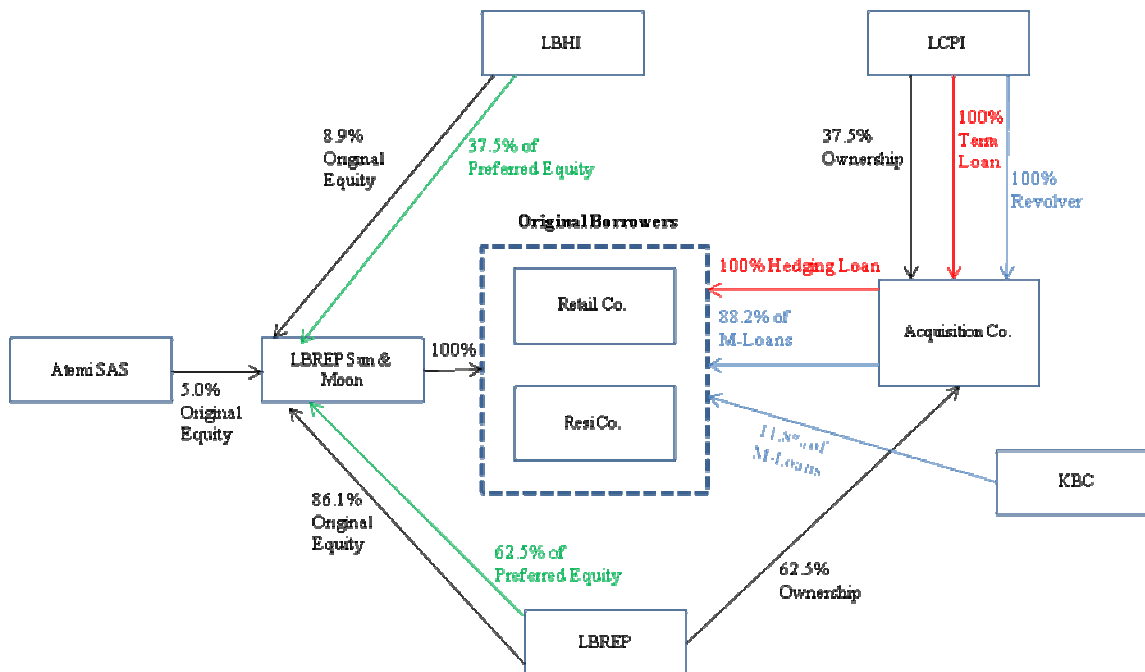 LBHI
LCPI
8.9%
Original
Equity
37.5% of
Preferred Equity
37.5%
Ownership
100%
Term
Loan
100%
Revolver
Original Borrowers
Retail Co.
Resi Co.
100% Hedging Loan
88.2% of
M-Loans
Acquisition Co.
Atemi SAS
5.0%
Original
Equity
LBREP Sun &
Moon
100%
11.8% of
M-Loans
KBC
86.1%
Original
Equity
62.5% of
Preferred Equity
62.5%
Ownership
LBREP